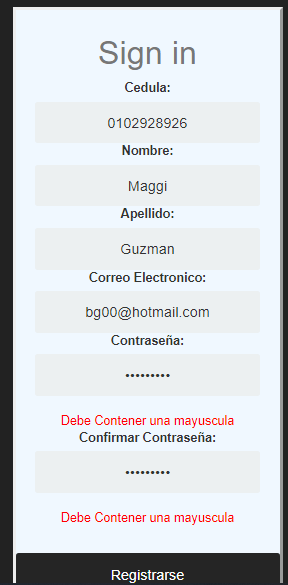 Sign in
Cedula:
0102928926
Nombre:
Maggi
Apellido:
Guzman
Correo Electronico:
bg00@hotmail.com
Contraseña:
•••••••••
Debe Contener una mayuscula
Confirmar Contraseña:
•••••••••
Debe Contener una mayuscula
Registrarse